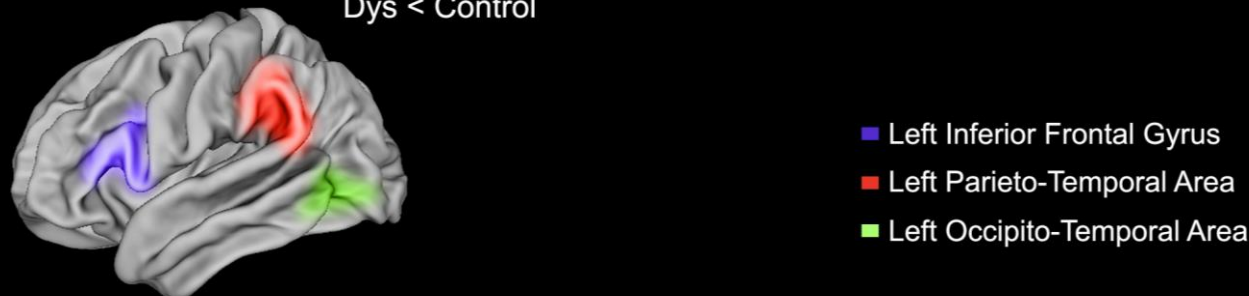 Dys < Control
Left Inferior Frontal Gyrus
Left Parieto-Temporal Area
Left Occipito-Temporal Area